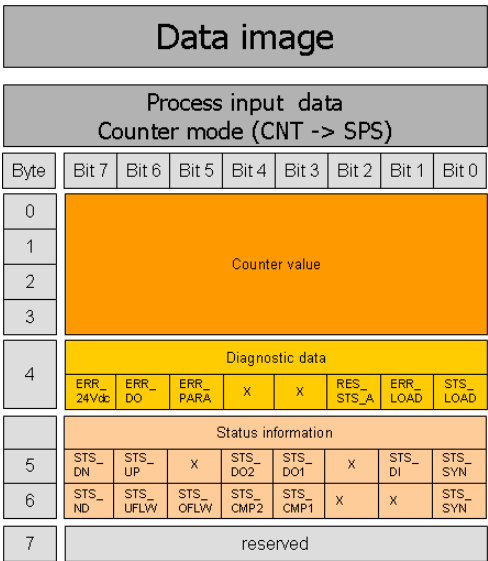 Data image
Process input data
Counter mode (CNT -> SPS)
Byte Bit 7 Bit 6 Bit 5 Bit 4 Bit 3 Bit 2 Bit 1 Bit 0
0
1
Counter value
2
3
Diagnostic data
4
ERR_ ERR_ ERR_ X X RES_ ERR_ STS_
24Vdc DO PARA STS_A LOAD LOAD
Status information
5 STS_ STS_ X STS_ STS_ X STS_ STS_
DN UP DO2 DO1 DI SYN
6 STS_ STS_ STS_ STS_ STS_ X X STS_
ND UFLW OFLW CMP2 CMP1 SYN
7 reserved